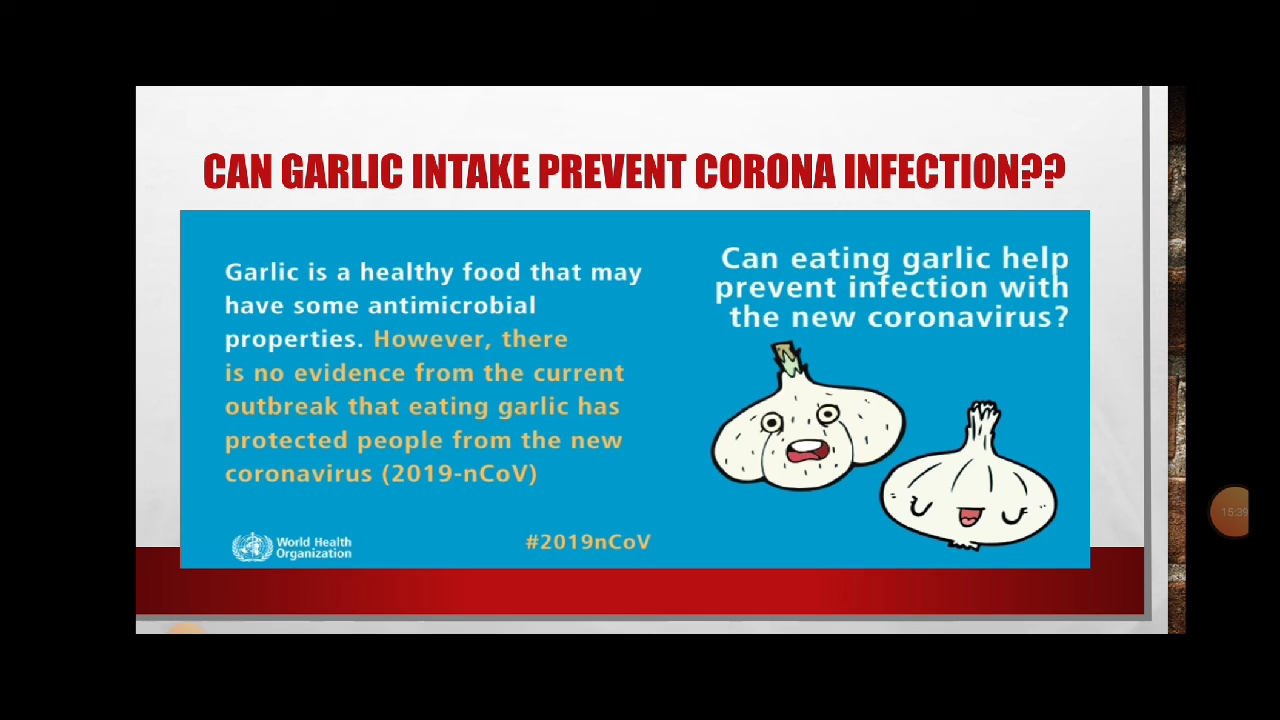 CAN GARLIC INTAKE PREVENT CORONA INFECTION??
Garlic is a healthy food that may
have some antimicrobial
properties. However, there
is no evidence from the current
outbreak that eating garlic has
protected people from the new
coronavirus (2019-nCoV)
World Health
Organization
#2019nCoV
Can eating garlic help
prevent infection with
the new coronavirus?
15:39